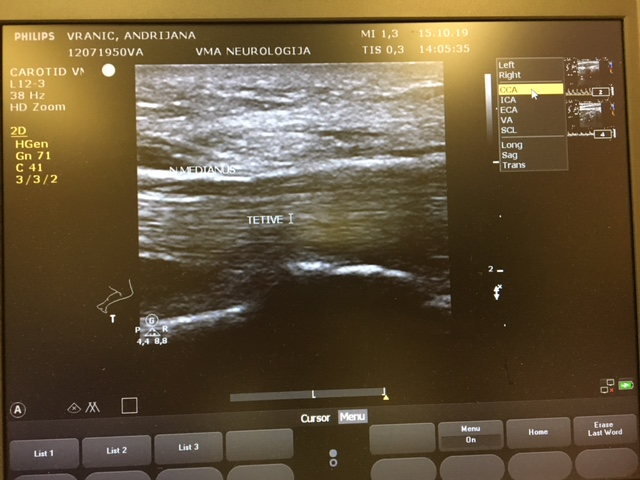 PHILIPS VRANIC, ANDRIJANA MI 1,3 15.10.19
12071950VA VMA NEUROLOGIJA TIS 0,3 14:05:35
CAROTID
L12-3
38 Hz
HD Zoom
2D
HGen
Gn 71
C 41
3/3/2
Left
Right
CCA
ICA
ECA
VA
SCL
Long
Sag
Trans
3
4
N.MEDIANUS
TETIVE
2
T
G
P R
4,4 8,8
A
Cursor Menu
List 1
List 2
List 3
Menu
On
Home
Erase
Last Word